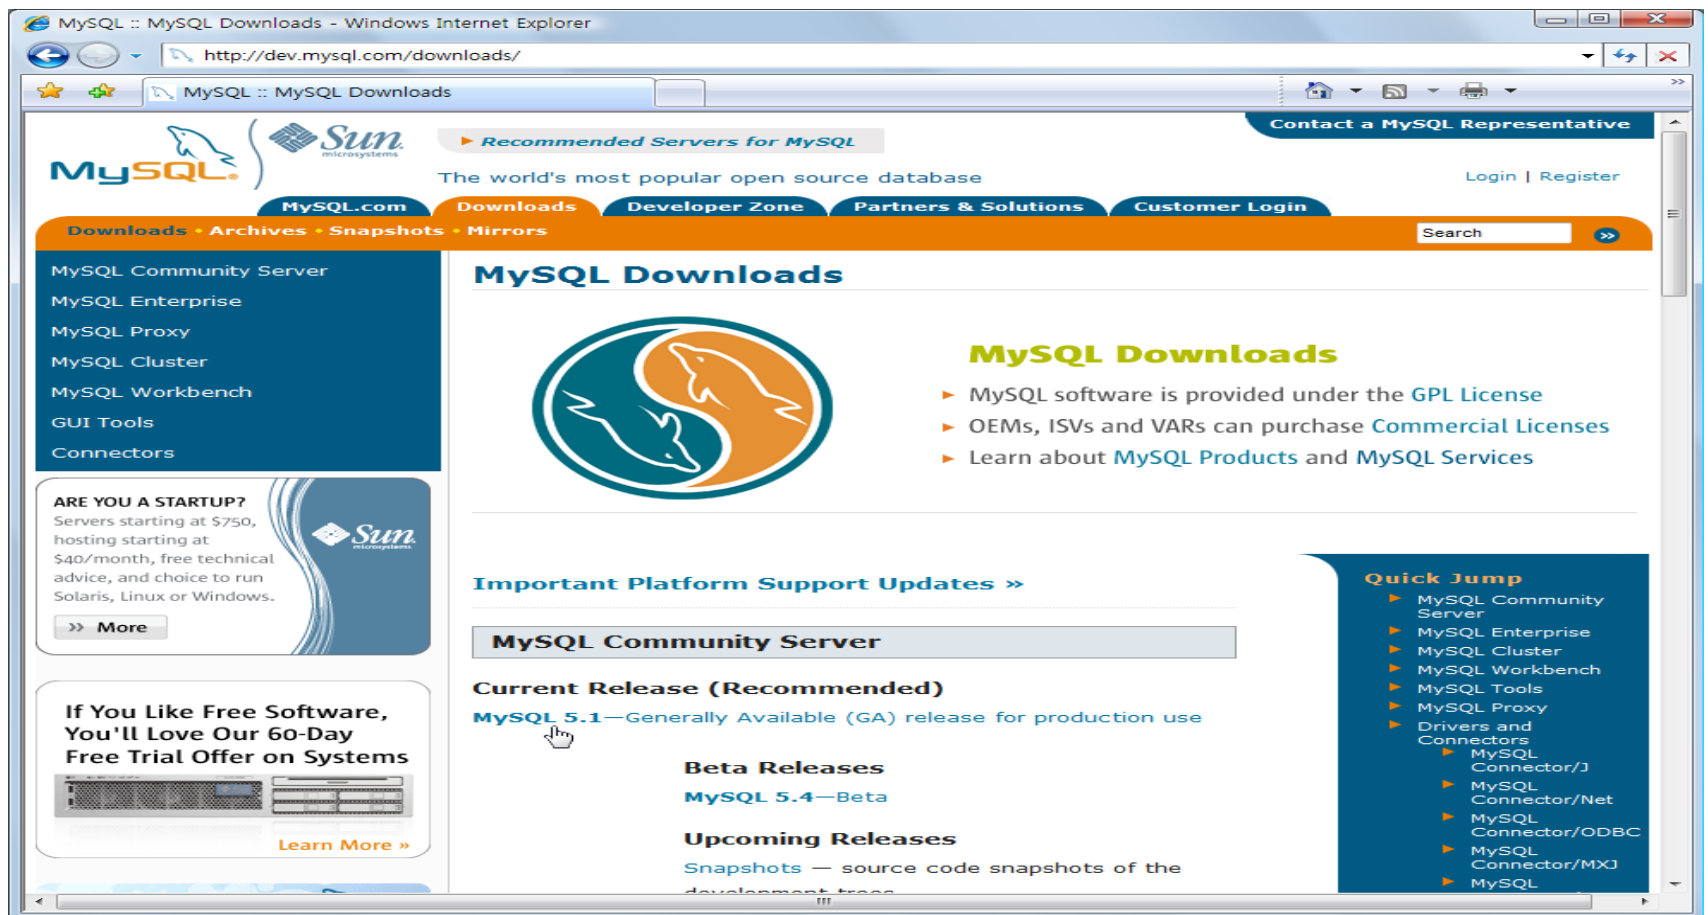 MySQL :: MySQL Downloads - Windows Internet Explorer
http://dev.mysql.com/downloads/
MySQL :: MySQL Downloads
MySQL
Sun
microsystems
Recommended Servers for MySQL
The world's most popular open source database
Contact a MySQL Representative
Login | Register
MySQL.com Downloads Developer Zone Partners & Solutions Customer Login
Downloads • Archives • Snapshots • Mirrors
Search
MySQL Community Server
MySQL Enterprise
MySQL Proxy
MySQL Cluster
MySQL Workbench
GUI Tools
Connectors
ARE YOU A STARTUP?
Servers starting at $750,
hosting starting at
$40/month, free technical
advice, and choice to run
Solaris, Linux or Windows.
Sun
microsystems
» More
If You Like Free Software,
You'll Love Our 60-Day
Free Trial Offer on Systems
Learn More »
MySQL Downloads
MySQL Downloads
MySQL software is provided under the GPL License
OEMs, ISVs and VARs can purchase Commercial Licenses
Learn about MySQL Products and MySQL Services
Important Platform Support Updates »
MySQL Community Server
Current Release (Recommended)
MySQL 5.1—Generally Available (GA) release for production use
Beta Releases
MySQL 5.4—Beta
Upcoming Releases
Snapshots — source code snapshots of the
development trees
Quick Jump
MySQL Community
Server
MySQL Enterprise
MySQL Cluster
MySQL Workbench
MySQL Tools
MySQL Proxy
Drivers and
Connectors
MySQL
Connector/J
MySQL
Connector/Net
MySQL
Connector/ODBC
MySQL
Connector/MXJ
MySQL